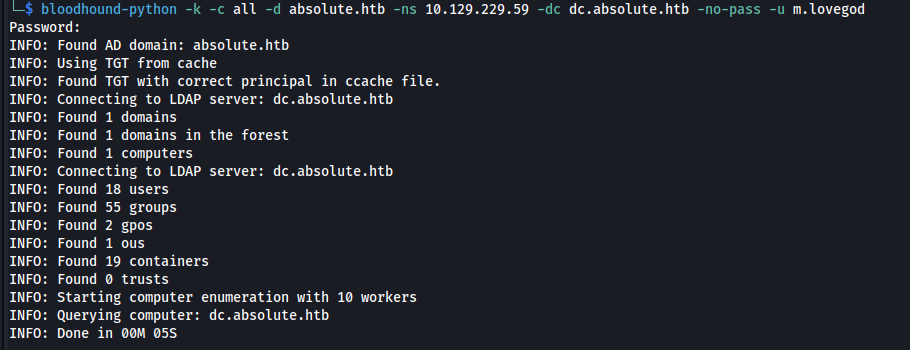 └─$ bloodhound-python -k -c all -d absolute.htb -ns 10.129.229.59 -dc dc.absolute.htb -no-pass -u m.lovegod
Password:
INFO: Found AD domain: absolute.htb
INFO: Using TGT from cache
INFO: Found TGT with correct principal in ccache file.
INFO: Connecting to LDAP server: dc.absolute.htb
INFO: Found 1 domains
INFO: Found 1 domains in the forest
INFO: Found 1 computers
INFO: Connecting to LDAP server: dc.absolute.htb
INFO: Found 18 users
INFO: Found 55 groups
INFO: Found 2 gpos
INFO: Found 1 ous
INFO: Found 19 containers
INFO: Found 0 trusts
INFO: Starting computer enumeration with 10 workers
INFO: Querying computer: dc.absolute.htb
INFO: Done in 00M 05S